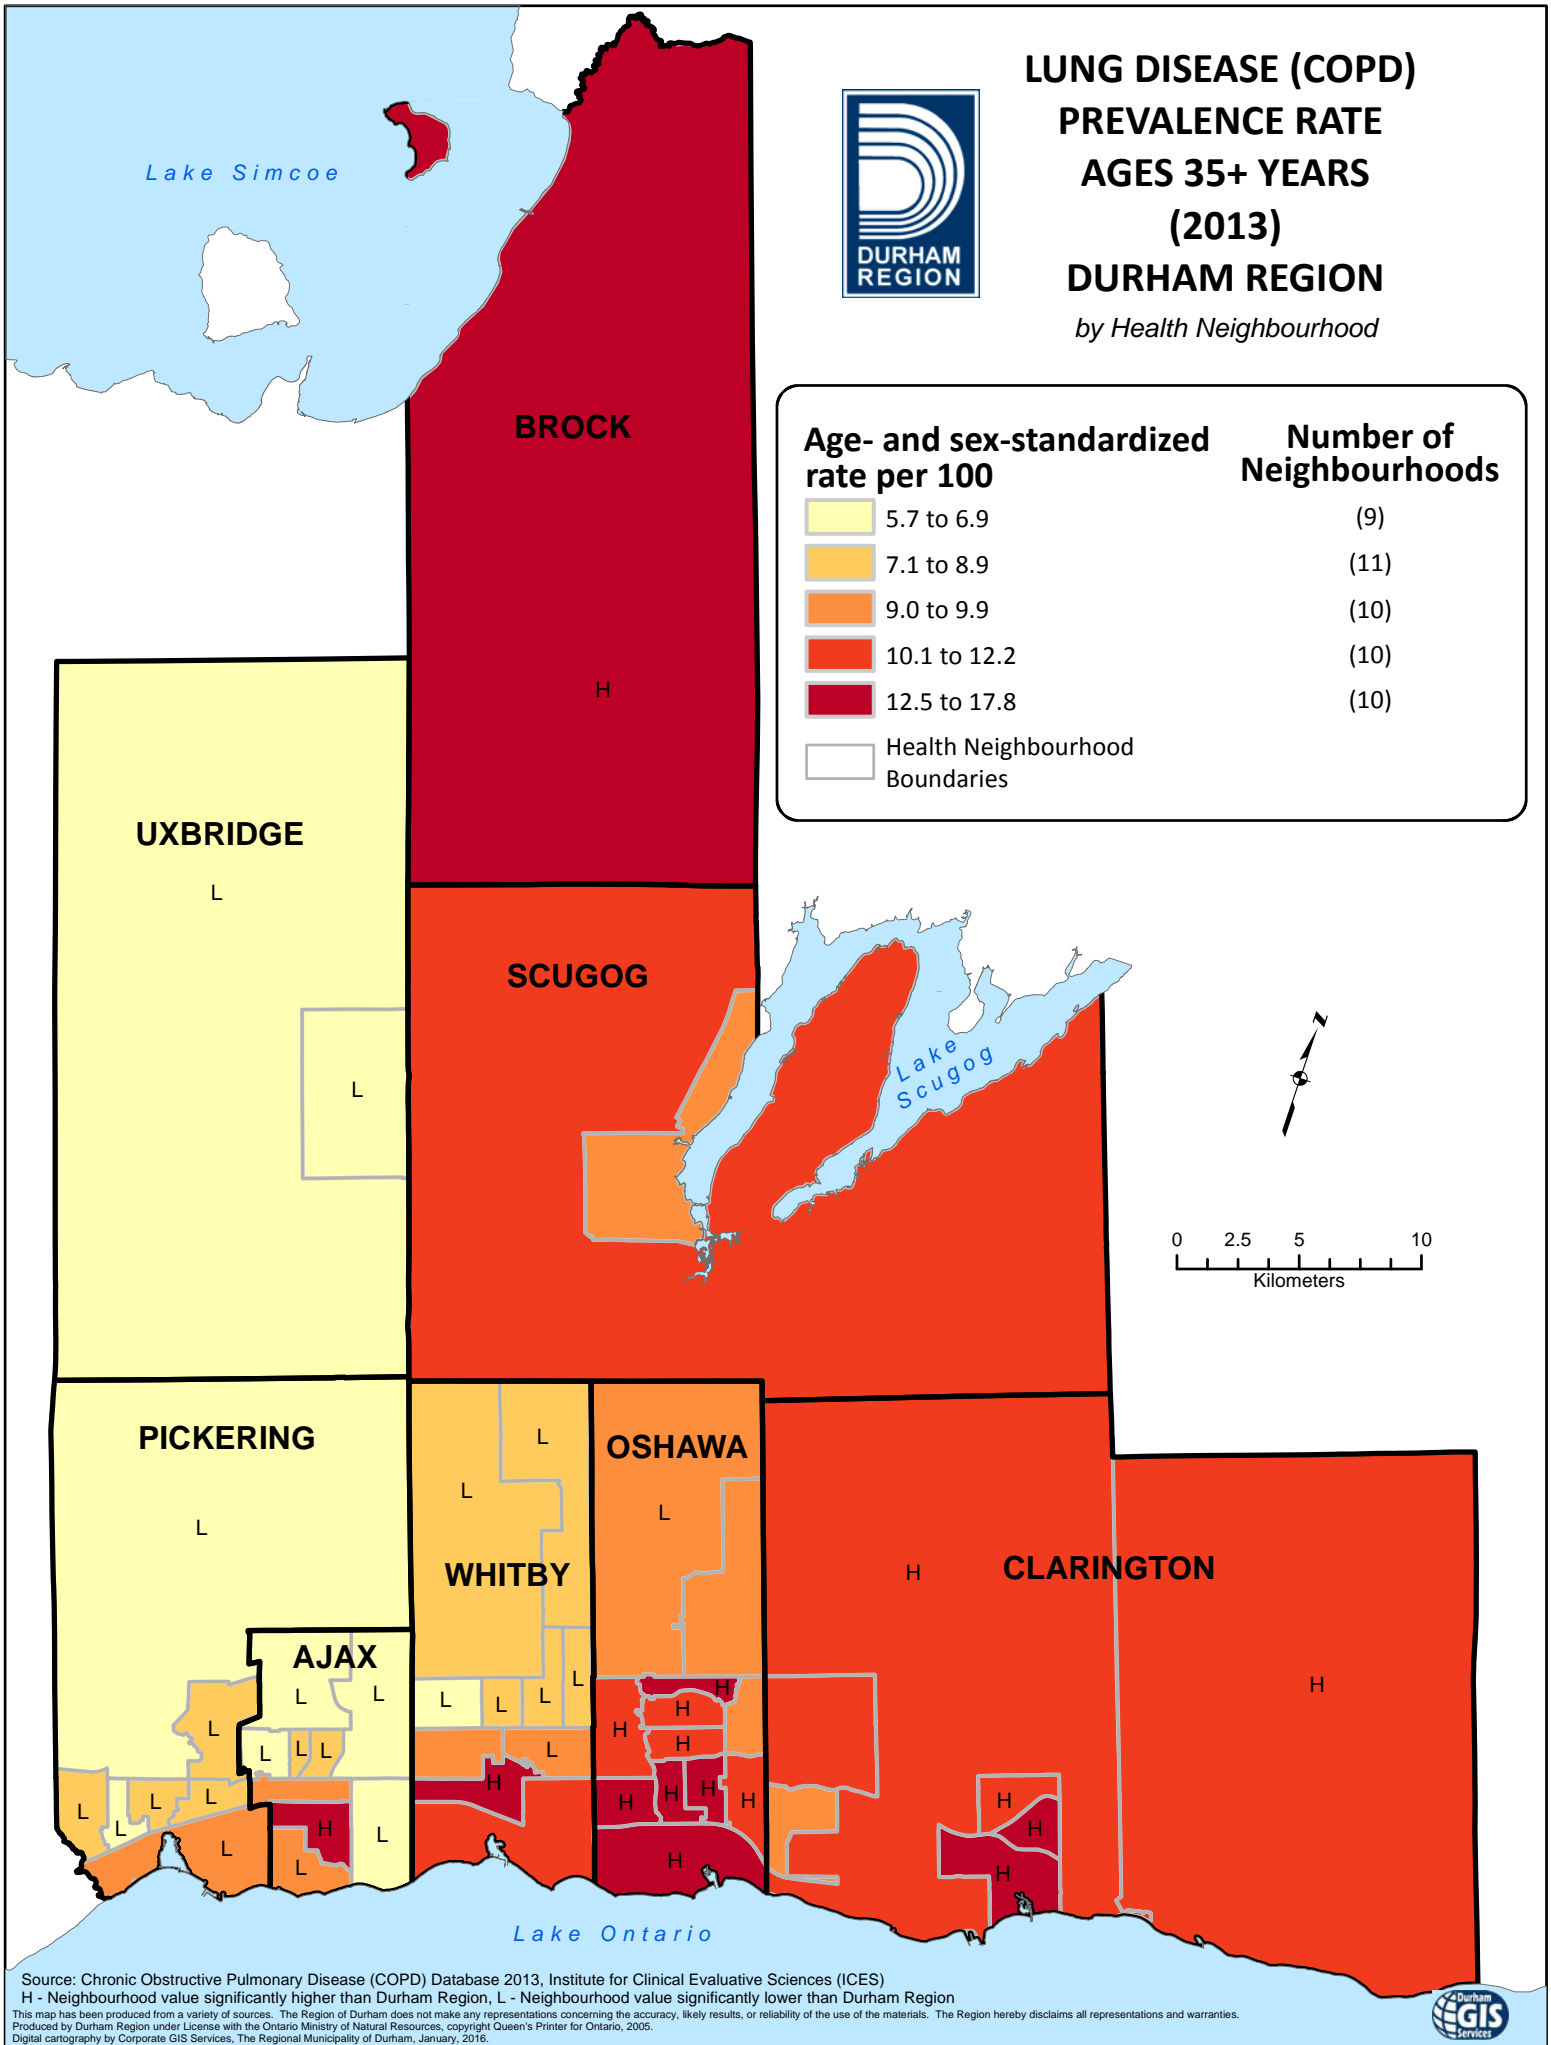 LUNG DISEASE (COPD)
PREVALENCE RATE
AGES 35+ YEARS
(2013)
DURHAM REGION
by Health Neighbourhood
DURHAM
REGION
Lake Simcoe
Age- and sex-standardized
rate per 100
Number of
Neighbourhoods
5.7 to 6.9 (9)
7.1 to 8.9 (11)
9.0 to 9.9 (10)
10.1 to 12.2 (10)
12.5 to 17.8 (10)
Health Neighbourhood
Boundaries
BROCK
H
UXBRIDGE
L
L
SCUGOG
Lake
Scugog
N
0 2.5 5 10
Kilometers
PICKERING
L
L
L
L
L
L
L
AJAX
L
L
L
L
L
H
L
L
WHITBY
L
L
L
L
L
L
L
H
OSHAWA
L
H
H
H
H
H
H
H
H
H
CLARINGTON
H
H
H
H
H
Lake Ontario
Source: Chronic Obstructive Pulmonary Disease (COPD) Database 2013, Institute for Clinical Evaluative Sciences (ICES)
H - Neighbourhood value significantly higher than Durham Region, L - Neighbourhood value significantly lower than Durham Region
This map has been produced from a variety of sources. The Region of Durham does not make any representations concerning the accuracy, likely results, or reliability of the use of the materials. The Region hereby disclaims all representations and warranties.
Produced by Durham Region under License with the Ontario Ministry of Natural Resources, copyright Queen's Printer for Ontario, 2005.
Digital cartography by Corporate GIS Services, The Regional Municipality of Durham, January, 2016.
Durham
GIS
Services